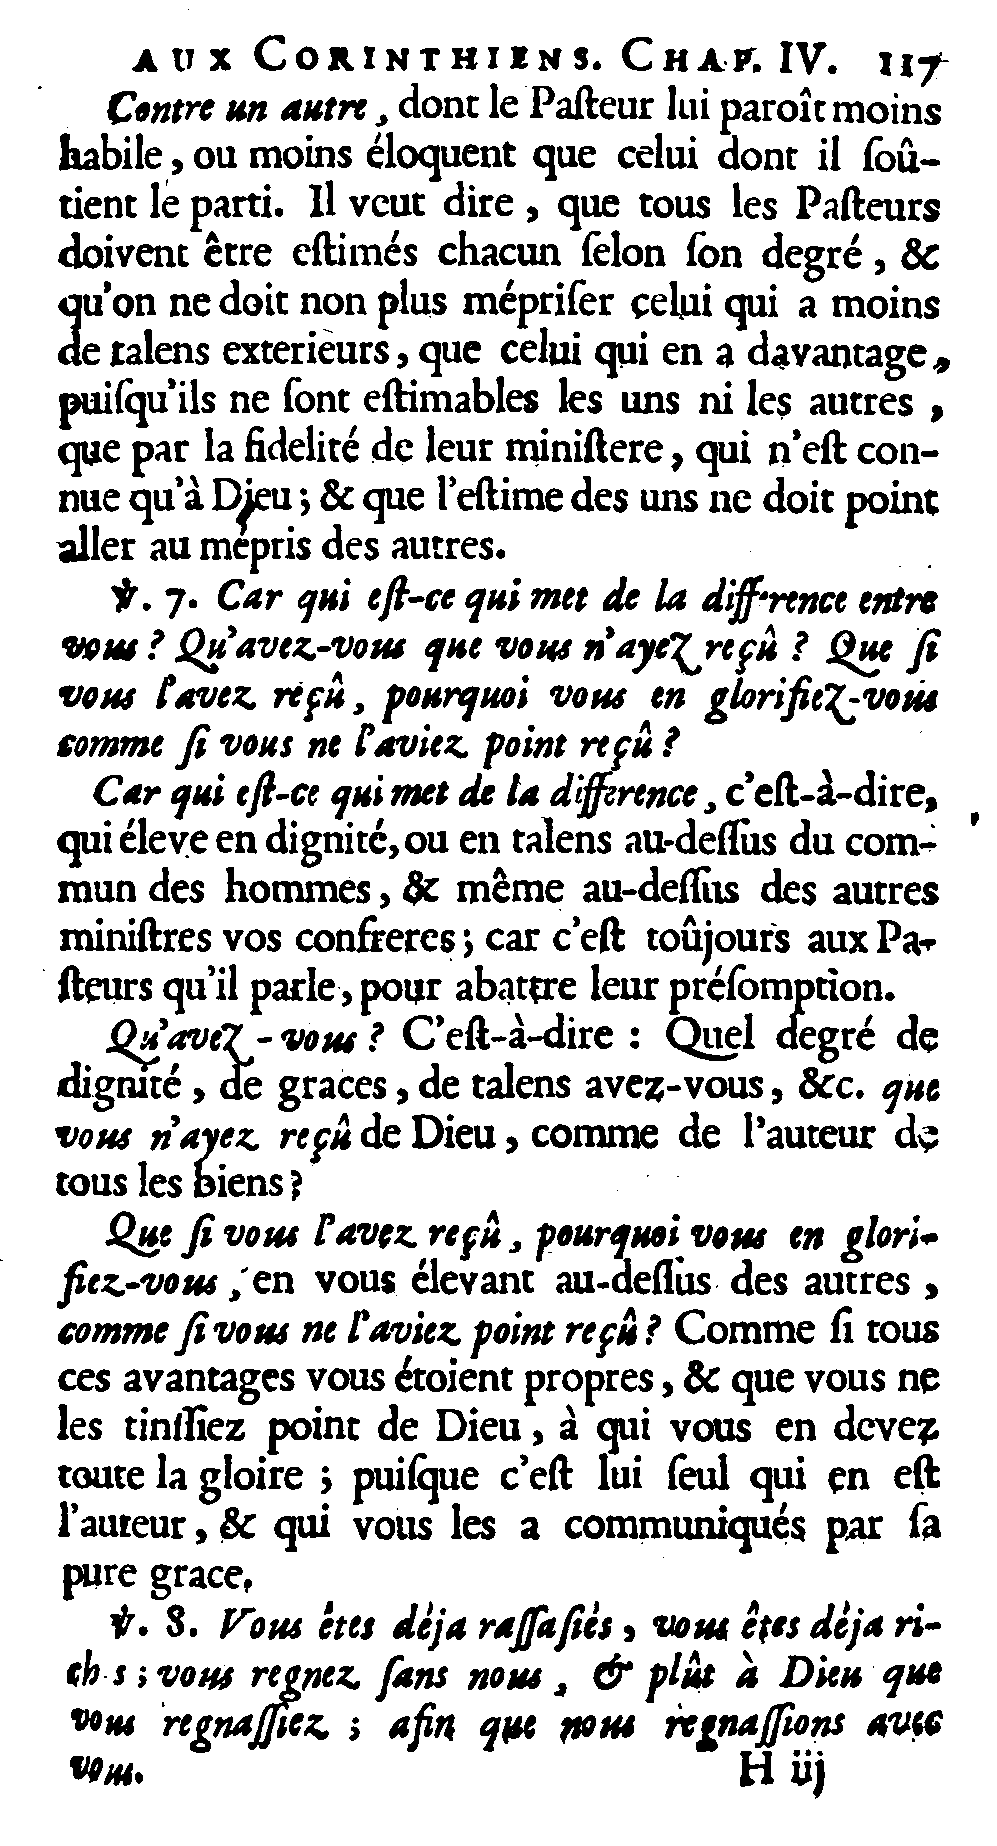 AUX CORINTHIENS. CHAP. IV. 117
Contre un autre, dont le Paſteur lui paroît moins
habile, ou moins éloquent que celui dont il ſoû-
tient le parti. Il veut dire, que tous les Paſteurs
doivent être eſtimés chacun ſelon ſon degré, &
qu'on ne doit non plus mépriſer celui qui a moins
de talens exterieurs, que celui qui en a davantage,
puiſqu'ils ne ſont eſtimables les uns ni les autres,
que par la fidelité de leur miniſtere, qui n'eſt con-
nue qu'à Dieu; & que l'eſtime des uns ne doit point
aller au mépris des autres.
℣. 7. Car qui eſt-ce qui met de la difference entre
vous? Qu'avez-vous que vous n'ayez reçû? Que ſi
vous l'avez reçû, pourquoi vous en glorifiez-vous
comme ſi vous ne l'aviez point reçû?
Car qui eſt-ce qui met de la difference, c'eſt-à-dire,
qui éleve en dignité, ou en talens au-deſſus du com-
mun des hommes, & même au-deſſus des autres
miniſtres vos confreres; car c'eſt toûjours aux Pa-
ſteurs qu'il parle, pour abattre leur préſomption.
Qu'avez-vous? C'eſt-à-dire : Quel degré de
dignité, de graces, de talens avez-vous, &c. que
vous n'ayez reçû de Dieu, comme de l'auteur de
tous les biens?
Que ſi vous l'avez reçû, pourquoi vous en glori-
fiez-vous, en vous élevant au-deſſus des autres,
comme ſi vous ne l'aviez point reçû? Comme ſi tous
ces avantages vous étoient propres, & que vous ne
les tinſſiez point de Dieu, à qui vous en devez
toute la gloire; puiſque c'eſt lui ſeul qui en eſt
l'auteur, & qui vous les a communiqués par ſa
pure grace.
℣. 8. Vous êtes déja raſſaſiés, vous êtes déja ri-
ches; vous regnez ſans nous, & plût à Dieu que
vous regnaſſiez; afin que nous regnaſſions avec
vous.
H iij